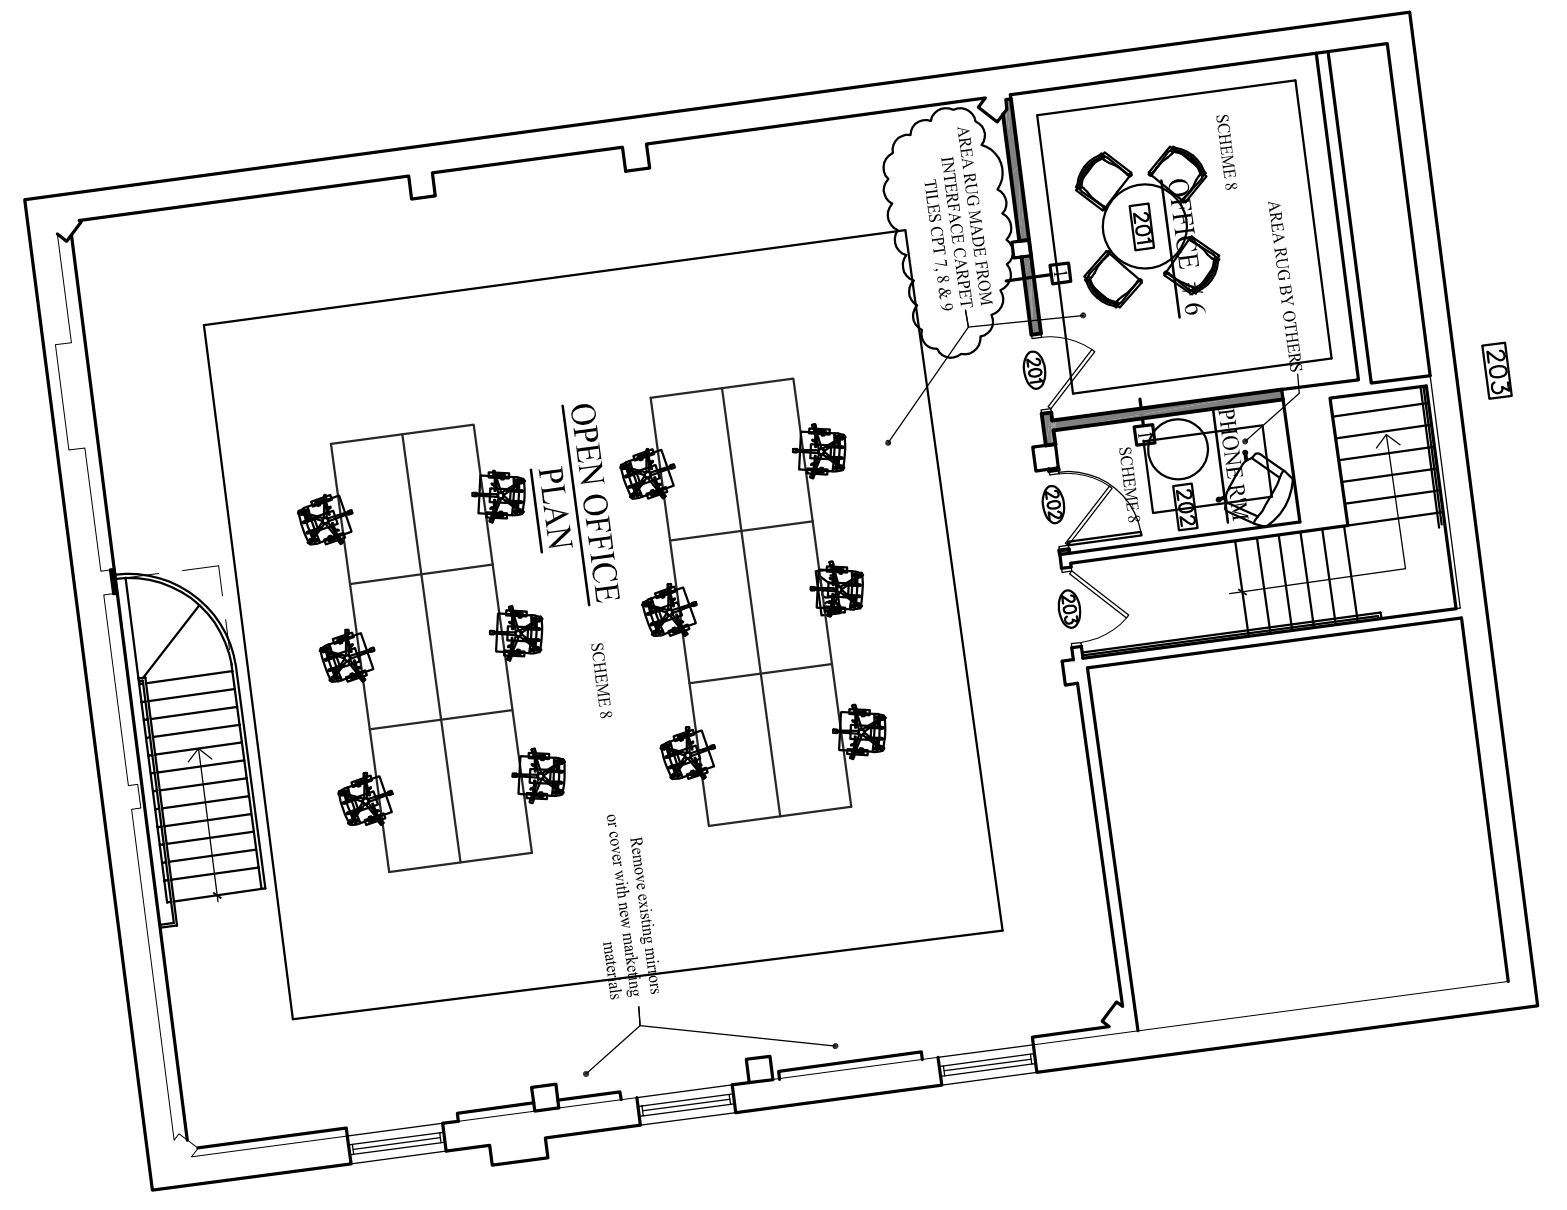 AREA RUG MADE FROM
INTERFACE CARPET
TILES CPT 7, 8 & 9
SCHEME 8
OFFICE # 6
201
AREA RUG BY OTHERS
203
201
PHONE RM
202
SCHEME 8
202
203
OPEN OFFICE
PLAN
SCHEME 8
Remove existing mirrors
or cover with new marketing
materials